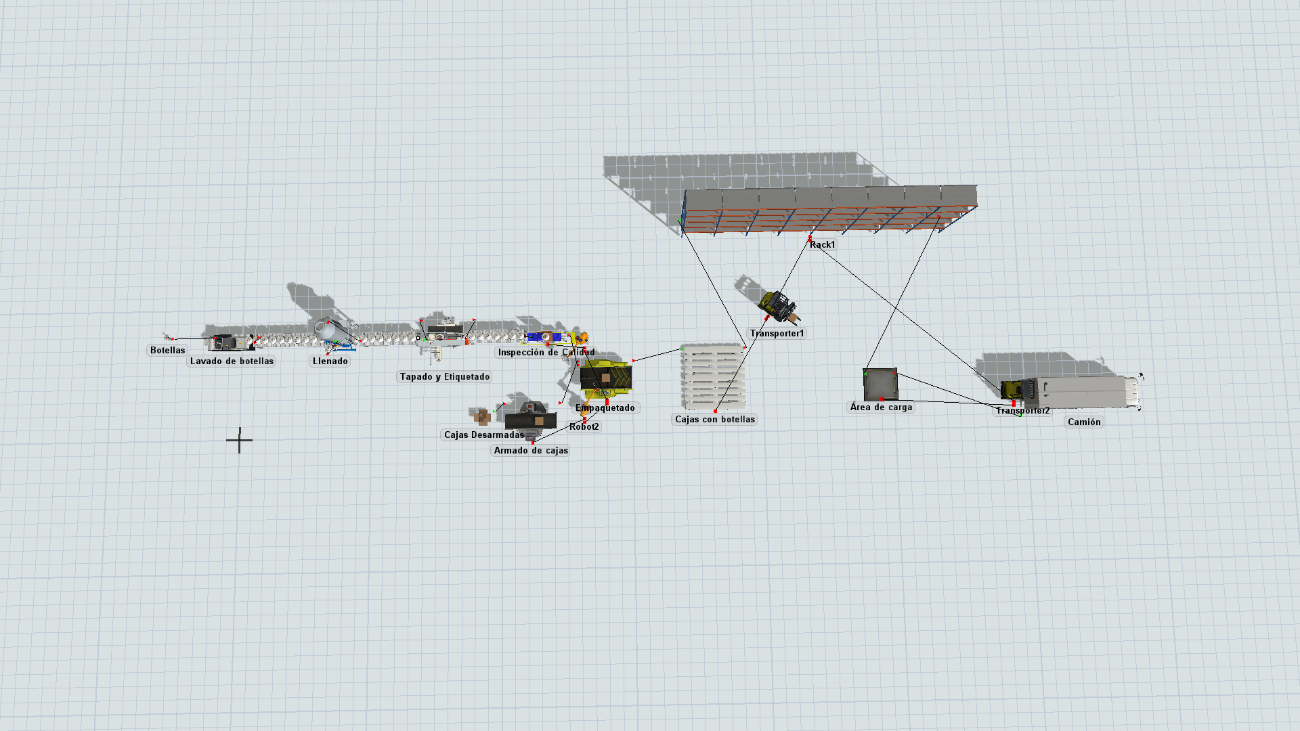 Rack1
Transporter1
Botellas
Lavado de botellas
Llenado
Inspección de Calidad
Tapado y Etiquetado
Empaquetado
Cajas con botellas
Área de carga
Transporter2
Camión
Robot2
Cajas Desarmadas
Armado de cajas